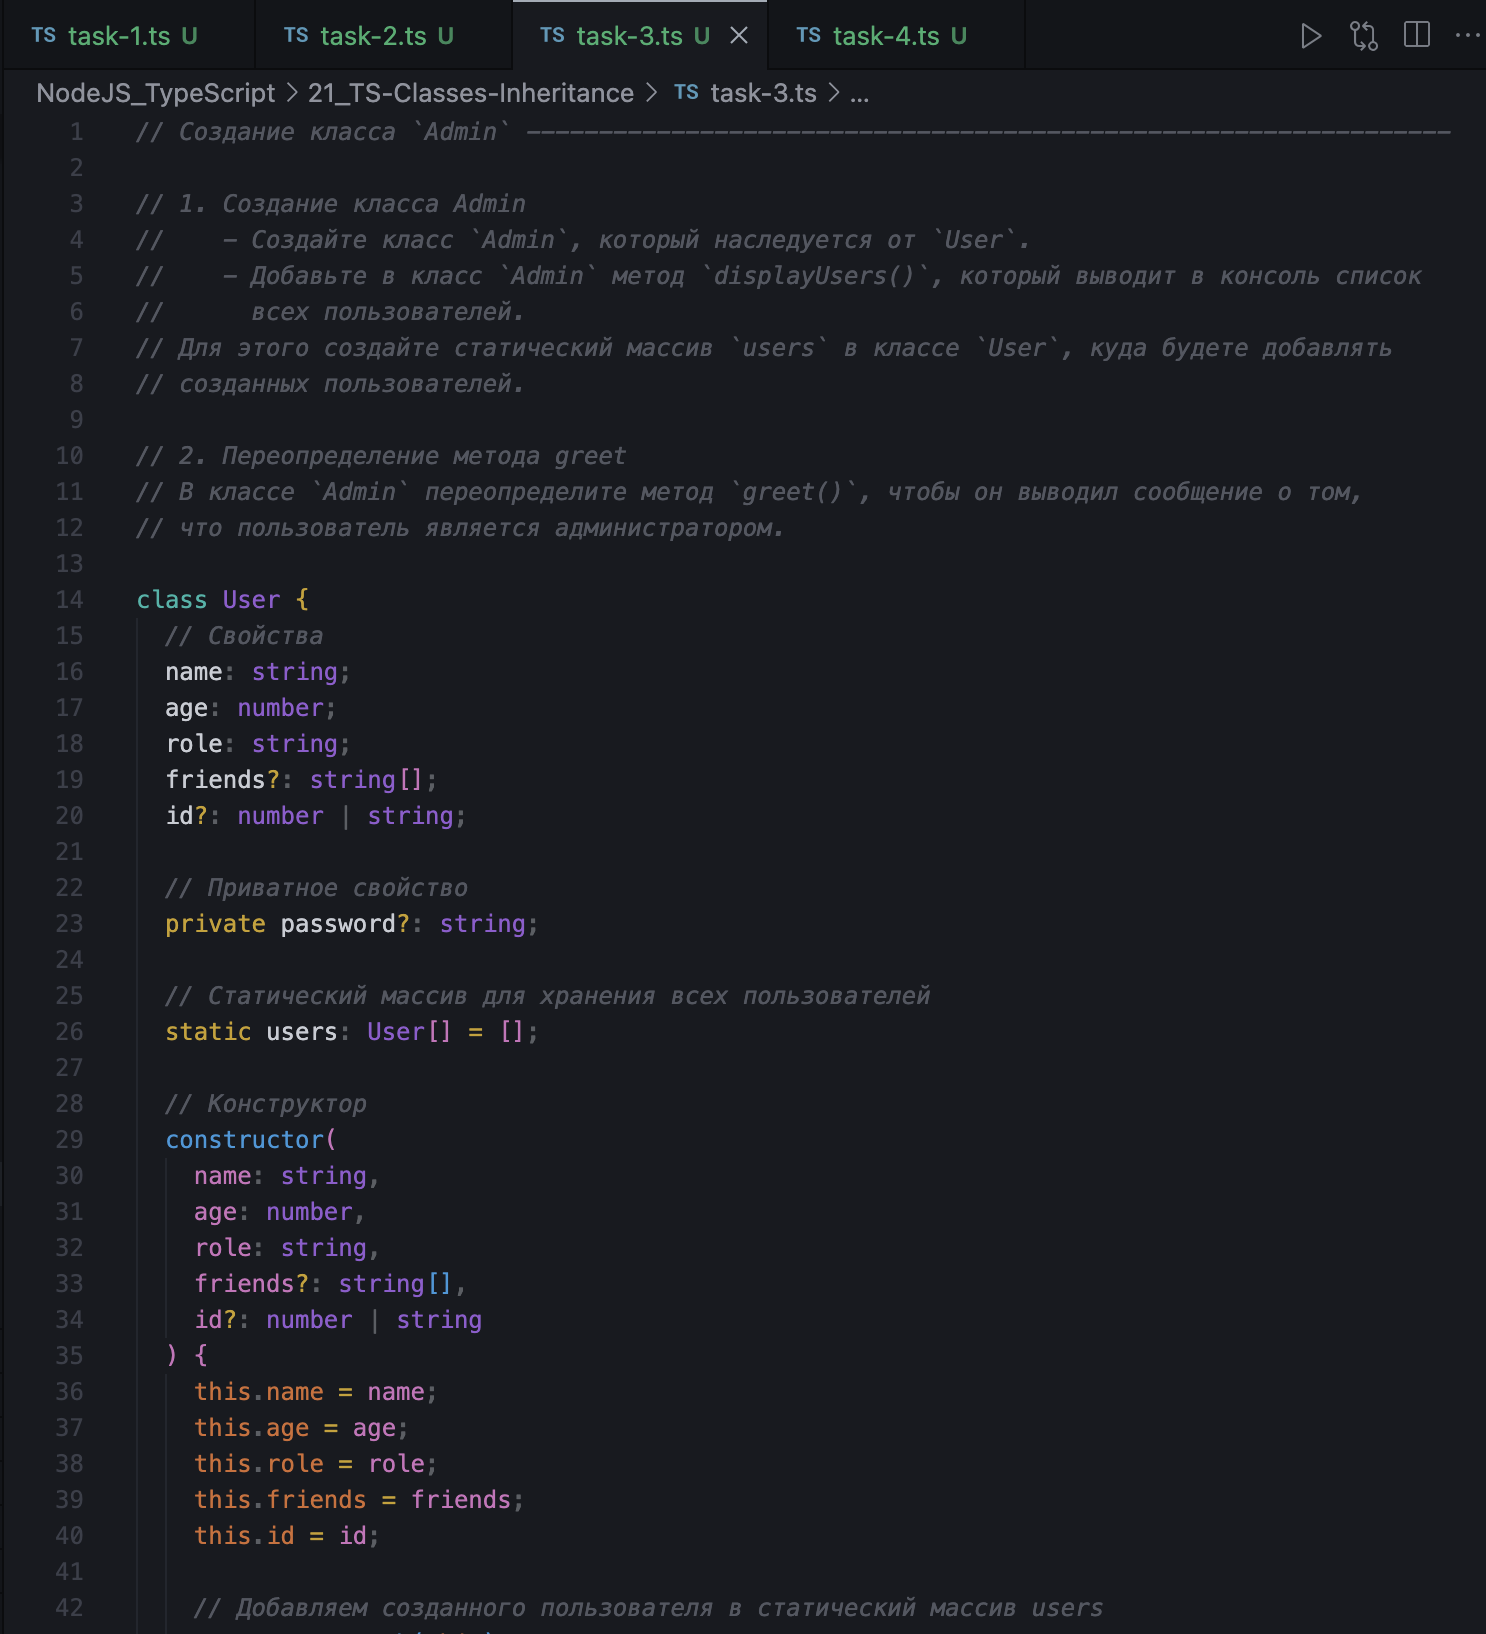 TS task-1.ts U TS task-2.ts U TS task-3.ts U TS task-4.ts U
NodeJS_TypeScript > 21_TS-Classes-Inheritance > TS task-3.ts > ...
1 // Создание класса `Admin` ----------------------------------------------------------------
2
3 // 1. Создание класса Admin
4 //    - Создайте класс `Admin`, который наследуется от `User`.
5 //    - Добавьте в класс `Admin` метод `displayUsers()`, который выводит в консоль список
6 //      всех пользователей.
7 // Для этого создайте статический массив `users` в классе `User`, куда будете добавлять
8 // созданных пользователей.
9
10 // 2. Переопределение метода greet
11 // В классе `Admin` переопределите метод `greet()`, чтобы он выводил сообщение о том,
12 // что пользователь является администратором.
13
14 class User {
15   // Свойства
16   name: string;
17   age: number;
18   role: string;
19   friends?: string[];
20   id?: number | string;
21
22   // Приватное свойство
23   private password?: string;
24
25   // Статический массив для хранения всех пользователей
26   static users: User[] = [];
27
28   // Конструктор
29   constructor(
30     name: string,
31     age: number,
32     role: string,
33     friends?: string[],
34     id?: number | string
35   ) {
36     this.name = name;
37     this.age = age;
38     this.role = role;
39     this.friends = friends;
40     this.id = id;
41
42     // Добавляем созданного пользователя в статический массив users